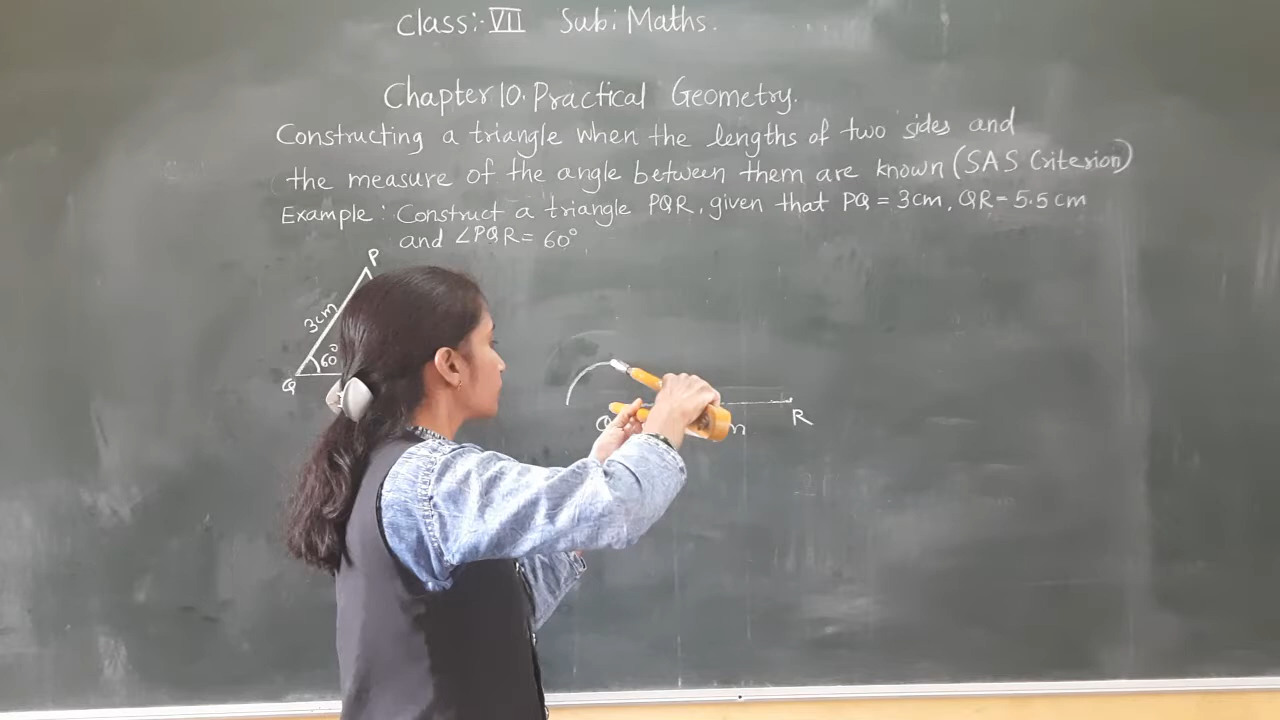 Class:- VII Sub: Maths.
Chapter 10. Practical Geometry.
Constructing a triangle when the lengths of two sides and
the measure of the angle between them are known (SAS Criterion)
Example: Construct a triangle PQR, given that PQ = 3cm, QR = 5.5 cm
and ∠PQR = 60°
P
3cm
60°
Q
Q
R